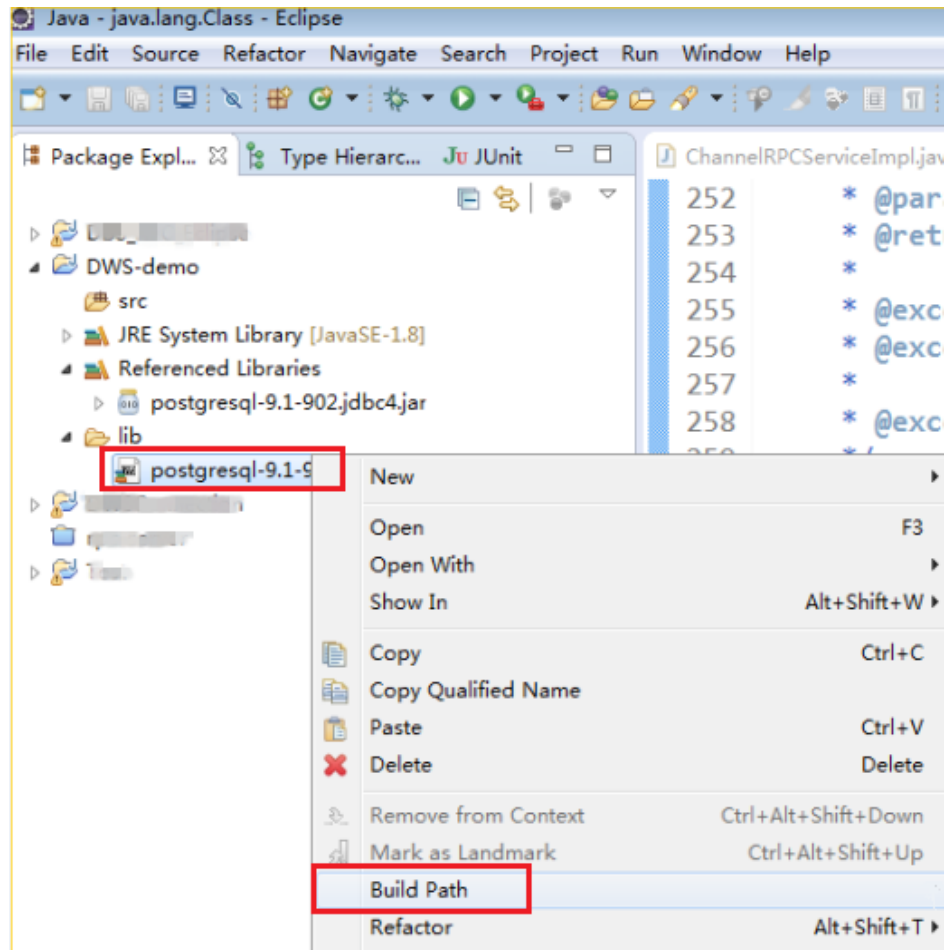 Java - java.lang.Class - Eclipse
File Edit Source Refactor Navigate Search Project Run Window Help
Package Expl... Type Hierarc... JUnit
ChannelRPCServiceImpl.jav
252 * @par
253 * @ret
254 *
255 * @exc
256 * @exc
257 *
258 * @exc
DWS-demo
src
JRE System Library [JavaSE-1.8]
Referenced Libraries
postgresql-9.1-902.jdbc4.jar
lib
postgresql-9.1-9
New
Open F3
Open With
Show In Alt+Shift+W
Copy Ctrl+C
Copy Qualified Name
Paste Ctrl+V
Delete Delete
Remove from Context Ctrl+Alt+Shift+Down
Mark as Landmark Ctrl+Alt+Shift+Up
Build Path
Refactor Alt+Shift+T